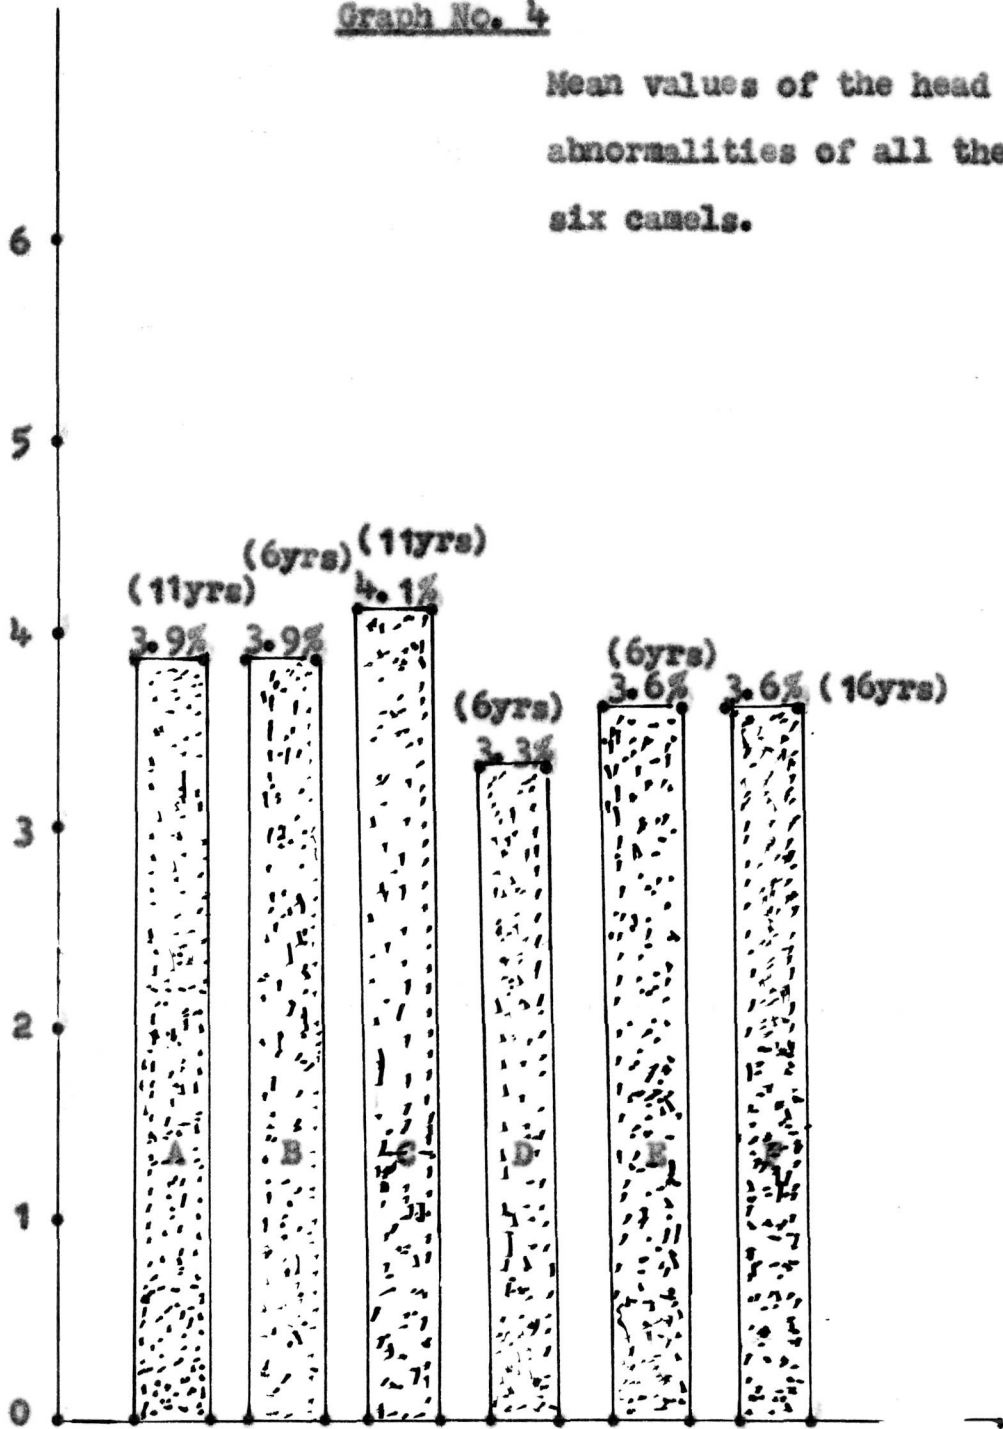 Graph No. 4
Mean values of the head
abnormalities of all the
six camels.
6
5
(11yrs)
(6yrs)
(11yrs)
4.1%
4
3.9%
3.9%
(6yrs)
3.6%
3.6% (16yrs)
(6yrs)
3.3%
3
2
A B C D E F
1
0